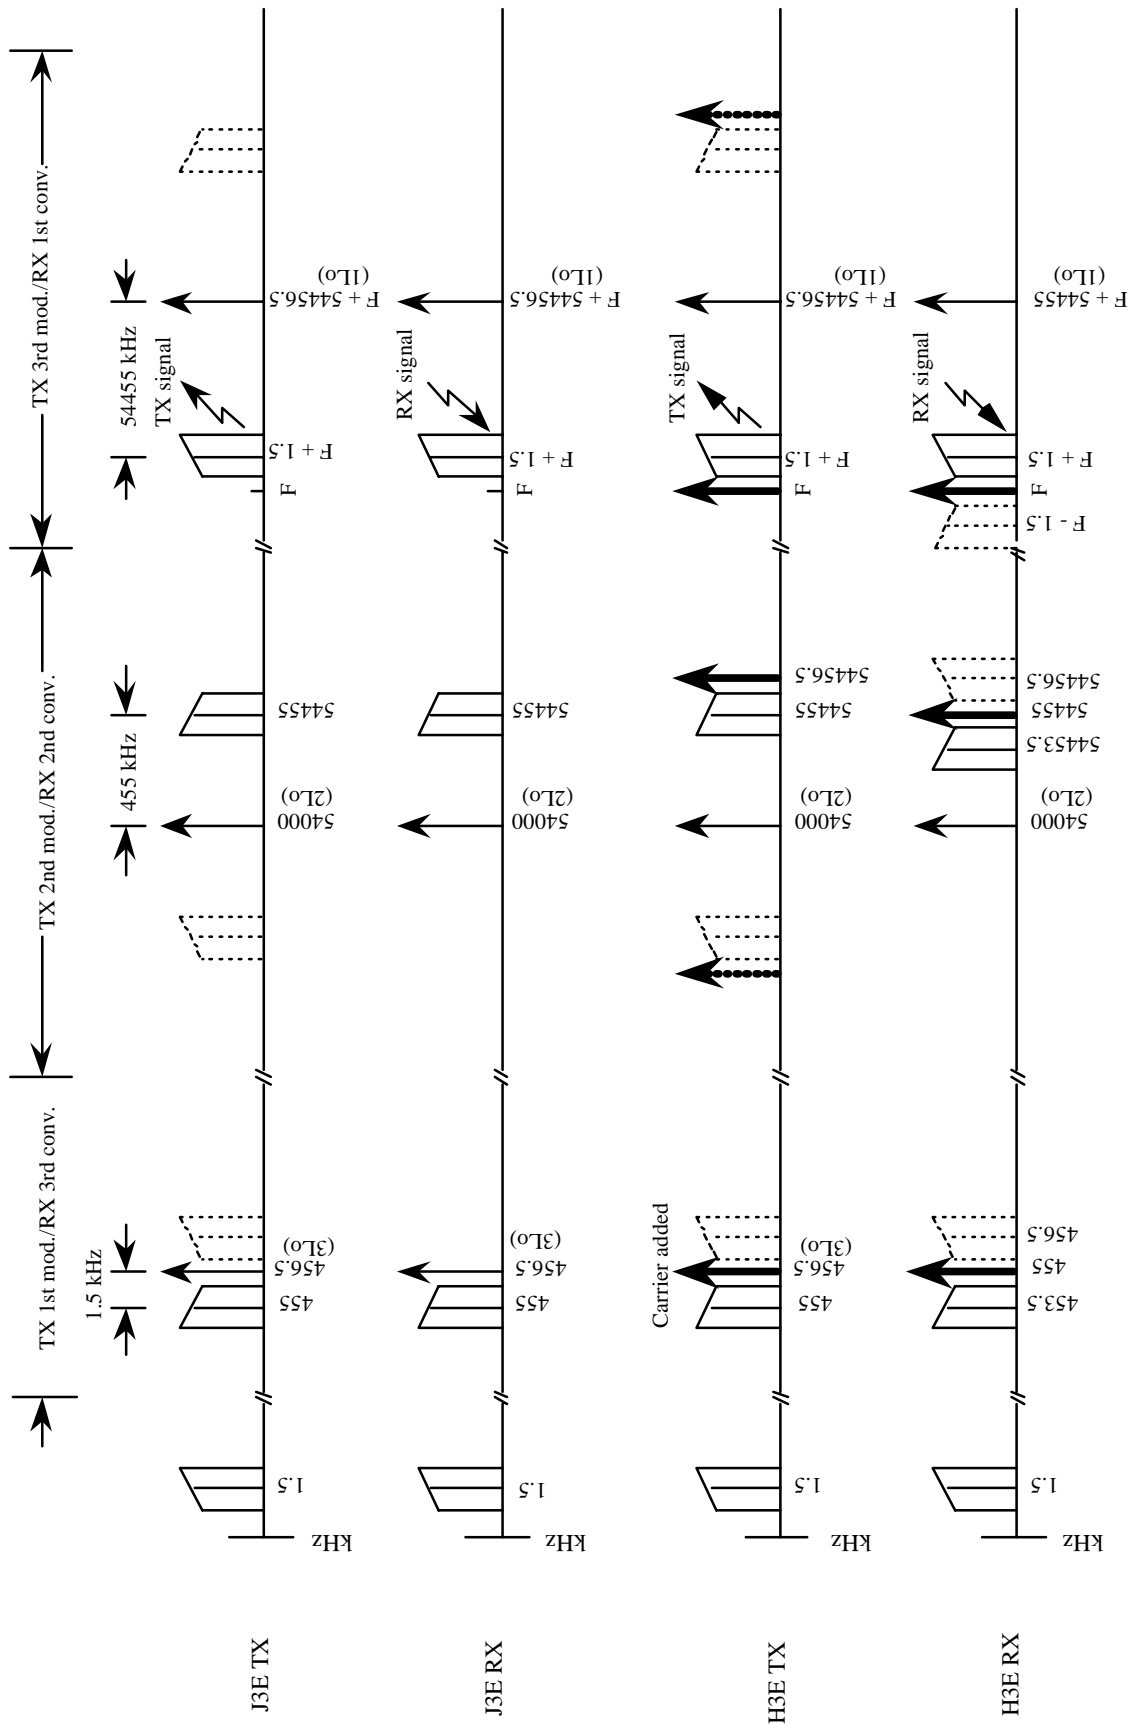 TX 1st mod./RX 3rd conv.
TX 2nd mod./RX 2nd conv.
TX 3rd mod./RX 1st conv.
1.5 kHz
455 kHz
54455 kHz
J3E TX
kHz
1.5
455
456.5
(3Lo)
54000
(2Lo)
54455
F
F + 1.5
TX signal
F + 54456.5
(1Lo)
J3E RX
kHz
1.5
455
456.5
(3Lo)
54000
(2Lo)
54455
F
F + 1.5
RX signal
F + 54456.5
(1Lo)
H3E TX
kHz
1.5
Carrier added
455
456.5
(3Lo)
54000
(2Lo)
54455
54456.5
F
F + 1.5
TX signal
F + 54456.5
(1Lo)
H3E RX
kHz
1.5
453.5
455
456.5
54000
(2Lo)
54453.5
54455
54456.5
F - 1.5
F
F + 1.5
RX signal
F + 54455
(1Lo)